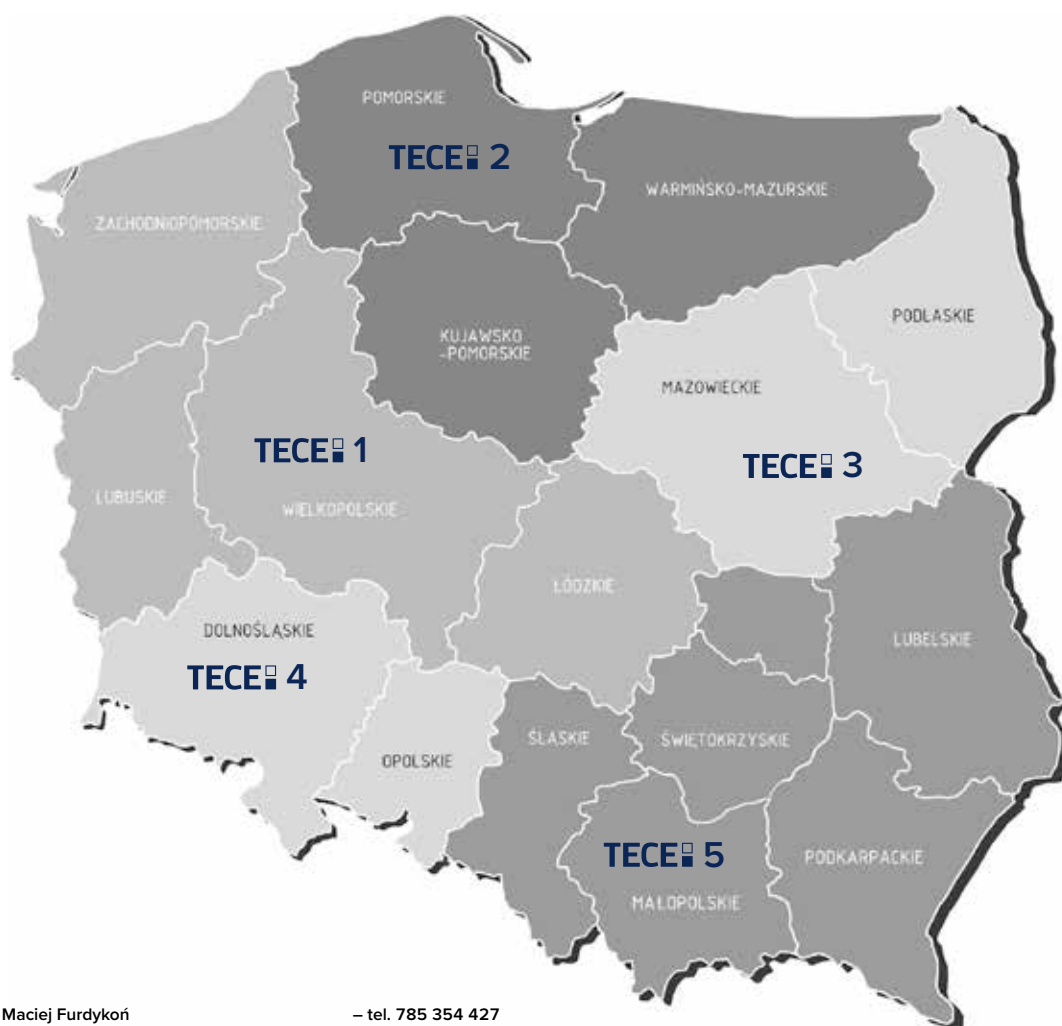 POMORSKIE
TECE 2
WARMIŃSKO-MAZURSKIE
ZACHODNIOPOMORSKIE
PODLASKIE
KUJAWSKO
-POMORSKIE
MAZOWIECKIE
TECE 1
TECE 3
LUBUSKIE
WIELKOPOLSKIE
ŁÓDZKIE
DOLNOŚLĄSKIE
LUBELSKIE
TECE 4
ŚLĄSKIE
ŚWIĘTOKRZYSKIE
OPOLSKIE
TECE 5
PODKARPACKIE
MAŁOPOLSKIE
Maciej Furdykoń – tel. 785 354 427